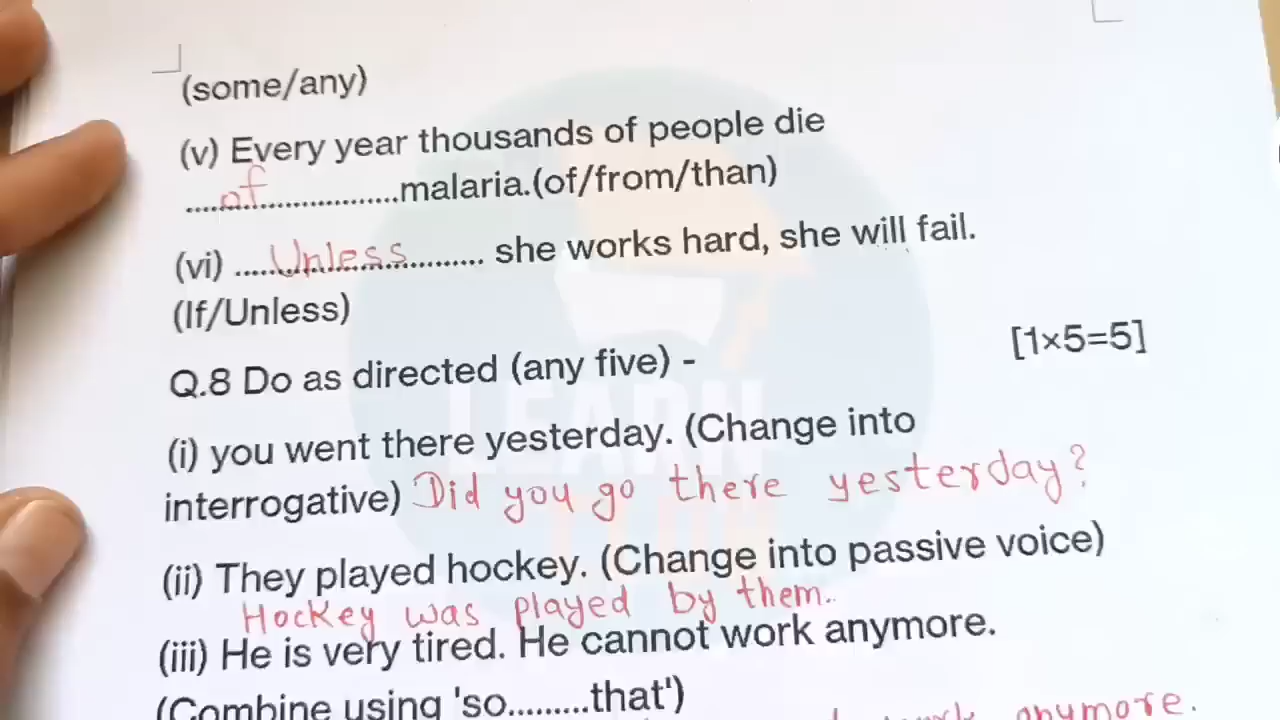 (some/any)
(v) Every year thousands of people die
of malaria.(of/from/than)
(vi) Unless she works hard, she will fail.
(If/Unless)
Q.8 Do as directed (any five) - [1×5=5]
(i) you went there yesterday. (Change into
interrogative) Did you go there yesterday?
(ii) They played hockey. (Change into passive voice)
Hockey was played by them.
(iii) He is very tired. He cannot work anymore.
(Combine using 'so.........that')
work anymore.
LEARN